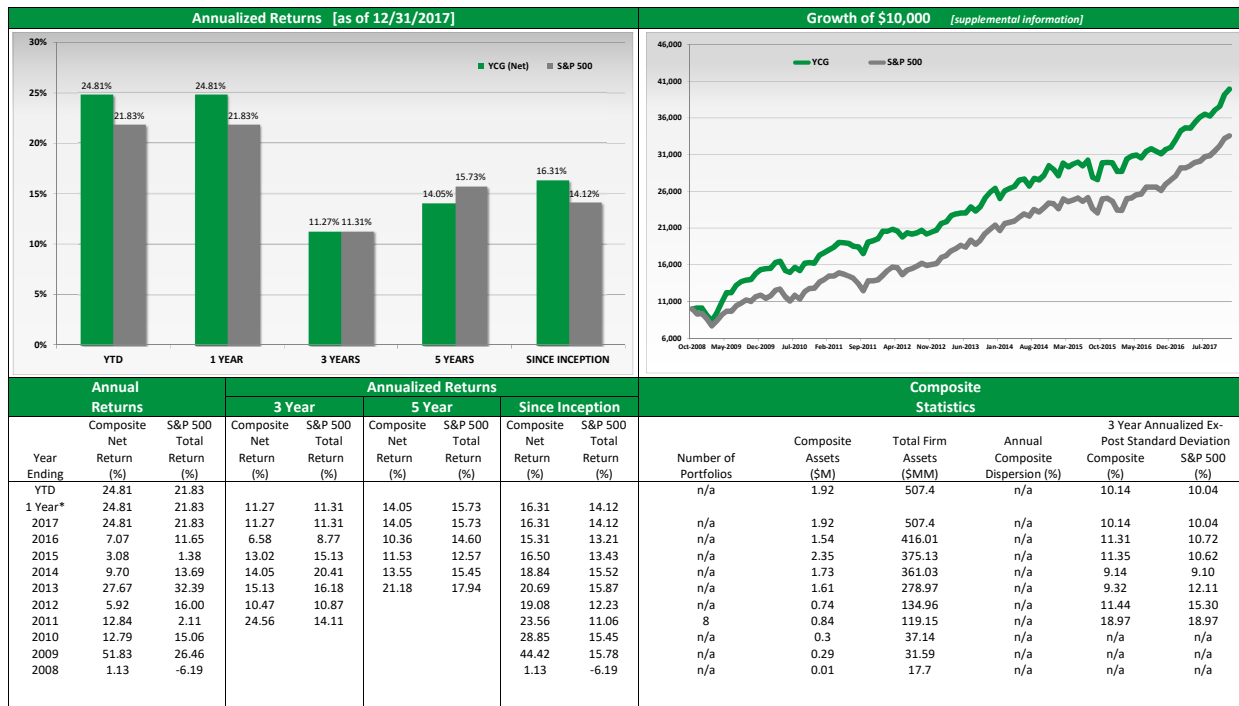 Annualized Returns [as of 12/31/2017]
30%
25%
20%
15%
10%
5%
0%
YCG (Net) S&P 500
24.81% 21.83% 24.81% 21.83% 11.27% 11.31% 14.05% 15.73% 16.31% 14.12%
YTD 1 YEAR 3 YEARS 5 YEARS SINCE INCEPTION
Growth of $10,000 [supplemental information]
46,000
41,000
36,000
31,000
26,000
21,000
16,000
11,000
6,000
YCG S&P 500
Oct-2008 May-2009 Dec-2009 Jul-2010 Feb-2011 Sep-2011 Apr-2012 Nov-2012 Jun-2013 Jan-2014 Aug-2014 Mar-2015 Oct-2015 May-2016 Dec-2016 Jul-2017
Annual Annualized Returns Composite
Returns 3 Year 5 Year Since Inception Statistics
Composite S&P 500 Composite S&P 500 Composite S&P 500 Composite S&P 500 3 Year Annualized Ex-
Net Total Net Total Net Total Net Total Composite Total Firm Annual Post Standard Deviation
Year Return Return Return Return Return Return Return Return Number of Assets Assets Composite Composite S&P 500
Ending (%) (%) (%) (%) (%) (%) (%) (%) Portfolios ($M) ($MM) Dispersion (%) (%) (%)
YTD 24.81 21.83 n/a 1.92 507.4 n/a 10.14 10.04
1 Year* 24.81 21.83 11.27 11.31 14.05 15.73 16.31 14.12
2017 24.81 21.83 11.27 11.31 14.05 15.73 16.31 14.12 n/a 1.92 507.4 n/a 10.14 10.04
2016 7.07 11.65 6.58 8.77 10.36 14.60 15.31 13.21 n/a 1.54 416.01 n/a 11.31 10.72
2015 3.08 1.38 13.02 15.13 11.53 12.57 16.50 13.43 n/a 2.35 375.13 n/a 11.35 10.62
2014 9.70 13.69 14.05 20.41 13.55 15.45 18.84 15.52 n/a 1.73 361.03 n/a 9.14 9.10
2013 27.67 32.39 15.13 16.18 21.18 17.94 20.69 15.87 n/a 1.61 278.97 n/a 9.32 12.11
2012 5.92 16.00 10.47 10.87 19.08 12.23 n/a 0.74 134.96 n/a 11.44 15.30
2011 12.84 2.11 24.56 14.11 23.56 11.06 8 0.84 119.15 n/a 18.97 18.97
2010 12.79 15.06 28.85 15.45 n/a 0.3 37.14 n/a n/a n/a
2009 51.83 26.46 44.42 15.78 n/a 0.29 31.59 n/a n/a n/a
2008 1.13 -6.19 1.13 -6.19 n/a 0.01 17.7 n/a n/a n/a